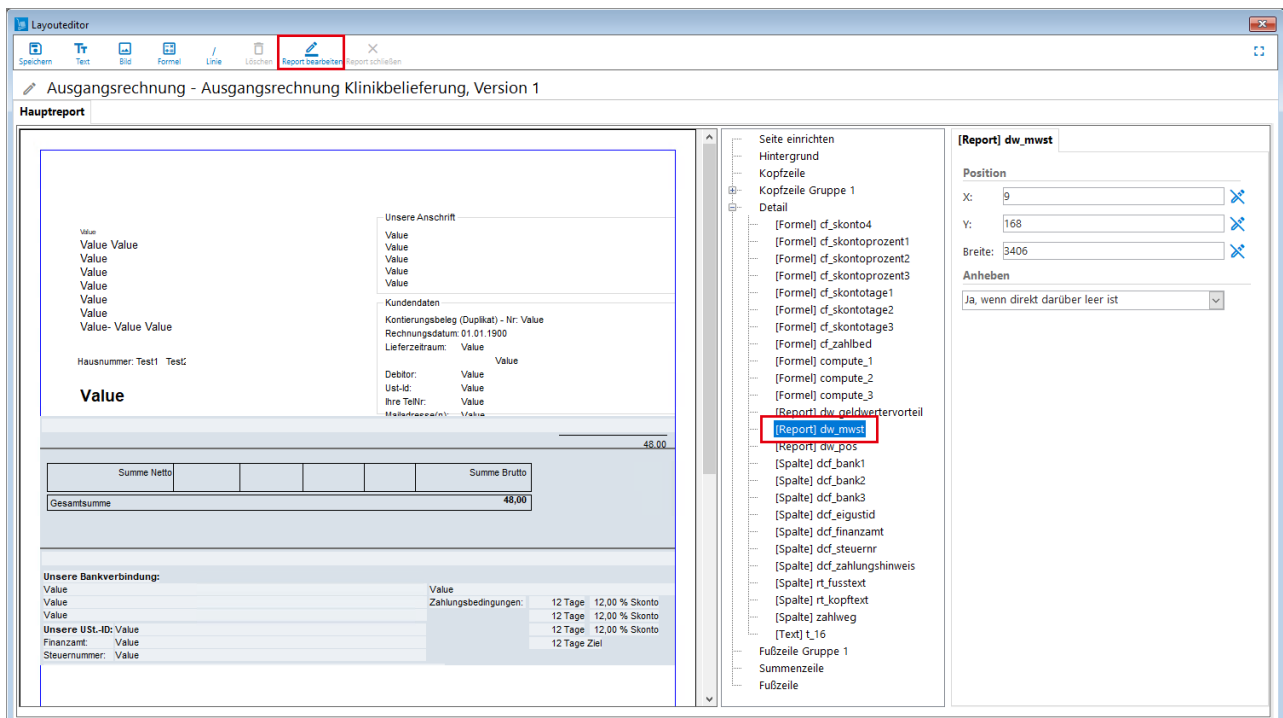 Layouteditor
Speichern Text Bild Formel Linie Löschen Report bearbeiten Report schließen
Ausgangsrechnung - Ausgangsrechnung Klinikbelieferung, Version 1
Hauptreport
Value
Value Value
Value
Value
Value
Value
Value
Value- Value Value
Hausnummer: Test1 Test2
Value
Unsere Anschrift
Value
Value
Value
Value
Value
Kundendaten
Kontierungsbeleg (Duplikat) - Nr: Value
Rechnungsdatum: 01.01.1900
Lieferzeitraum: Value
Value
Debitor: Value
Ust-Id: Value
Ihre TelNr: Value
Mailadresse(n): Value
48,00
Summe Netto Summe Brutto
Gesamtsumme 48,00
Unsere Bankverbindung:
Value Value
Value Zahlungsbedingungen: 12 Tage 12,00 % Skonto
Value 12 Tage 12,00 % Skonto
Unsere USt.-ID: Value 12 Tage 12,00 % Skonto
Finanzamt: Value 12 Tage Ziel
Steuernummer: Value
Seite einrichten
Hintergrund
Kopfzeile
Kopfzeile Gruppe 1
Detail
[Formel] cf_skonto4
[Formel] cf_skontoprozent1
[Formel] cf_skontoprozent2
[Formel] cf_skontoprozent3
[Formel] cf_skontotage1
[Formel] cf_skontotage2
[Formel] cf_skontotage3
[Formel] cf_zahlbed
[Formel] compute_1
[Formel] compute_2
[Formel] compute_3
[Report] dw_geldwertervorteil
[Report] dw_mwst
[Report] dw_pos
[Spalte] dcf_bank1
[Spalte] dcf_bank2
[Spalte] dcf_bank3
[Spalte] dcf_eigustid
[Spalte] dcf_finanzamt
[Spalte] dcf_steuernr
[Spalte] dcf_zahlungshinweis
[Spalte] rt_fusstext
[Spalte] rt_kopftext
[Spalte] zahlweg
[Text] t_16
Fußzeile Gruppe 1
Summenzeile
Fußzeile
[Report] dw_mwst
Position
X: 9
Y: 168
Breite: 3406
Anheben
Ja, wenn direkt darüber leer ist